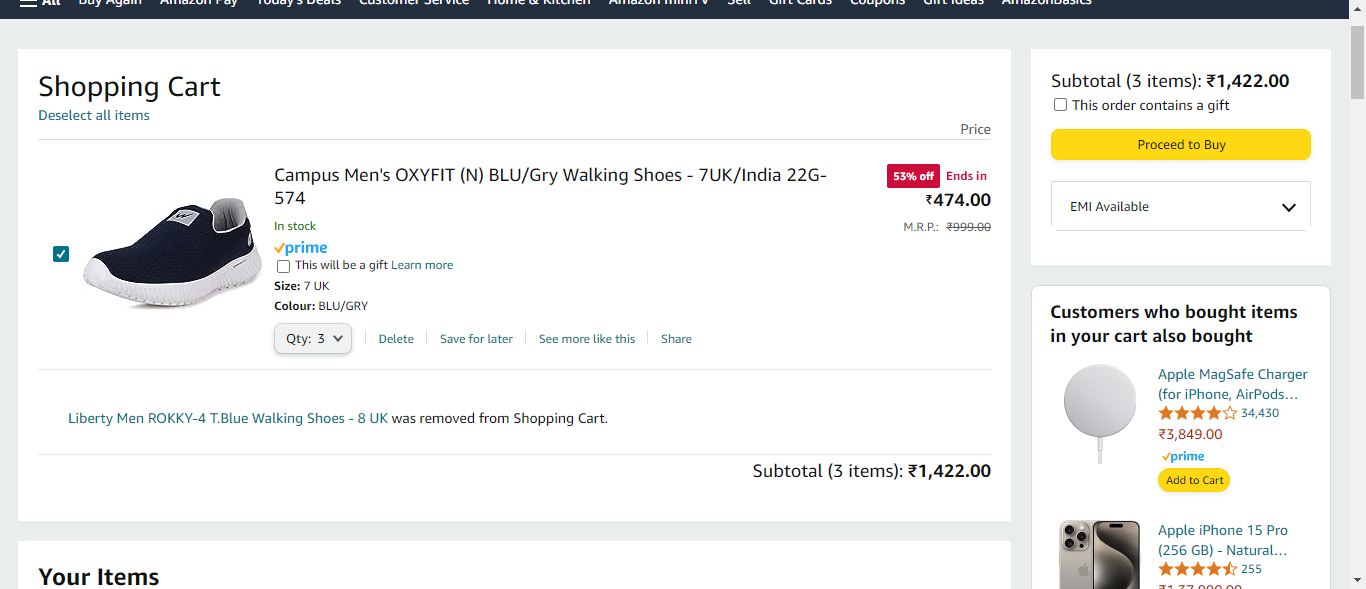 All Buy Again Amazon Pay Today's Deals Customer Service Home & Kitchen Amazon miniTV Sell Gift Cards Coupons Gift Ideas AmazonBasics
Shopping Cart
Deselect all items
Price
Campus Men's OXYFIT (N) BLU/Gry Walking Shoes - 7UK/India 22G-
574
53% off Ends in
₹474.00
M.R.P.: ₹999.00
In stock
prime
This will be a gift Learn more
Size: 7 UK
Colour: BLU/GRY
Qty: 3 Delete Save for later See more like this Share
Liberty Men ROKKY-4 T.Blue Walking Shoes - 8 UK was removed from Shopping Cart.
Subtotal (3 items): ₹1,422.00
Your Items
Subtotal (3 items): ₹1,422.00
This order contains a gift
Proceed to Buy
EMI Available
Customers who bought items
in your cart also bought
Apple MagSafe Charger
(for iPhone, AirPods…
34,430
₹3,849.00
prime
Add to Cart
Apple iPhone 15 Pro
(256 GB) - Natural…
255